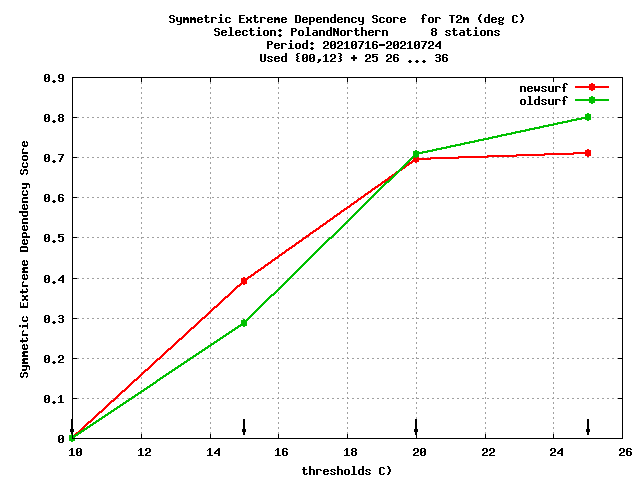 Symmetric Extreme Dependency Score  for T2m (deg C)
Selection: PolandNorthern      8 stations
Period: 20210716-20210724
Used {00,12} + 25 26 ... 36
newsurf
oldsurf
0.9
0.8
0.7
0.6
0.5
0.4
0.3
0.2
0.1
0
Symmetric Extreme Dependency Score
10 12 14 16 18 20 22 24 26
thresholds C)